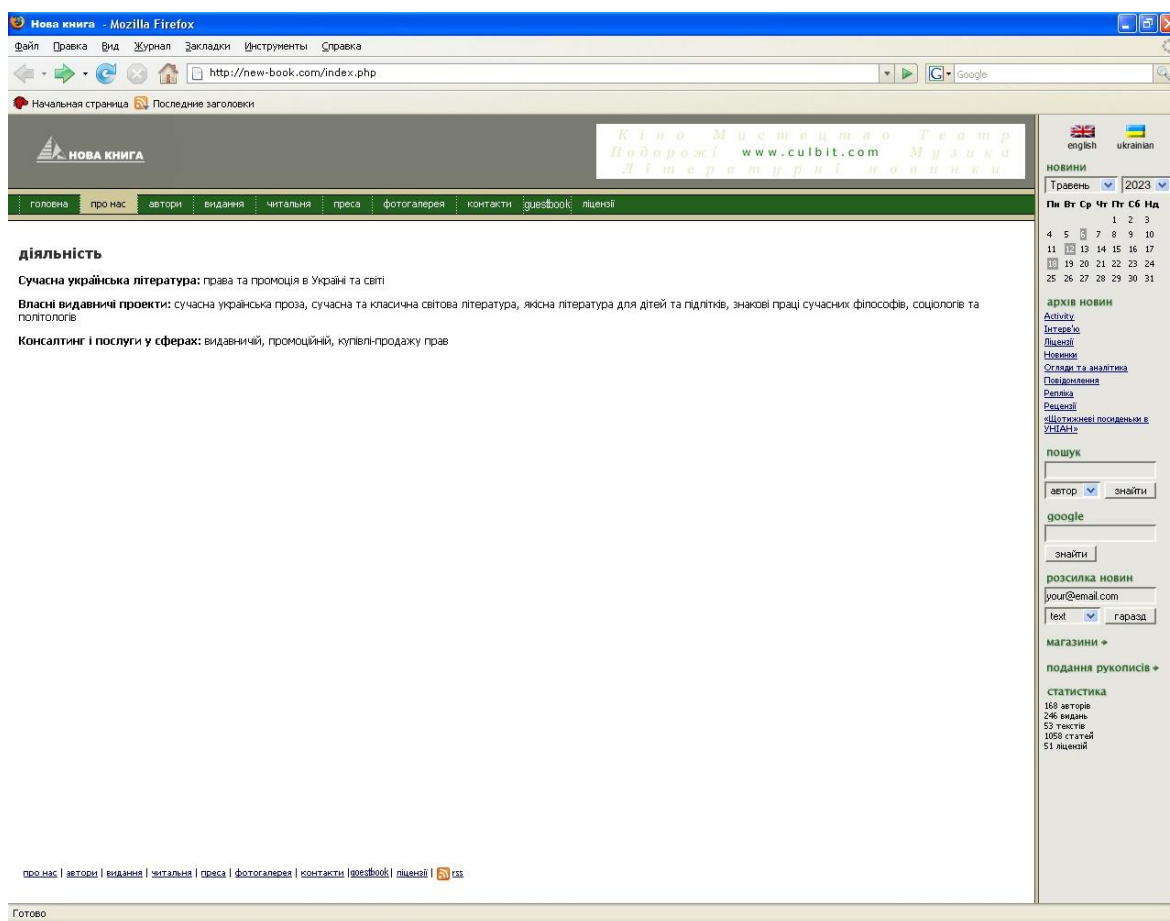 Нова книга - Mozilla Firefox
Файл Правка Вид Журнал Закладки Инструменты Справка
http://new-book.com/index.php
G Google
Начальная страница Последние заголовки
НОВА КНИГА
Кіно Мистецтво Театр
Подорожі www.culbit.com Музика
Літературні новинки
головна про нас автори видання читальня преса фотогалерея контакти guestbook ліцензії
діяльність
Сучасна українська література: права та промоція в Україні та світі
Власні видавничі проекти: сучасна українська проза, сучасна та класична світова література, якісна література для дітей та підлітків, знакові праці сучасних філософів, соціологів та
політологів
Консалтинг і послуги у сферах: видавничій, промоційній, купівлі-продажу прав
english ukrainian
новини
Травень 2023
Пн Вт Ср Чт Пт Сб Нд
1 2 3
4 5 6 7 8 9 10
11 12 13 14 15 16 17
18 19 20 21 22 23 24
25 26 27 28 29 30 31
архів новин
Activity
Інтерв'ю
Ліцензії
Новинки
Огляди та аналітика
Повідомлення
Репліка
Рецензії
«Щотижневі посиденьки в
УНІАН»
пошук
автор знайти
google
знайти
розсилка новин
your@email.com
text гаразд
магазини
подання рукописів
статистика
168 авторів
246 видань
53 текстів
1058 статей
51 ліцензій
про нас | автори | видання | читальня | преса | фотогалерея | контакти |goestbook| ліцензії | rss
Готово